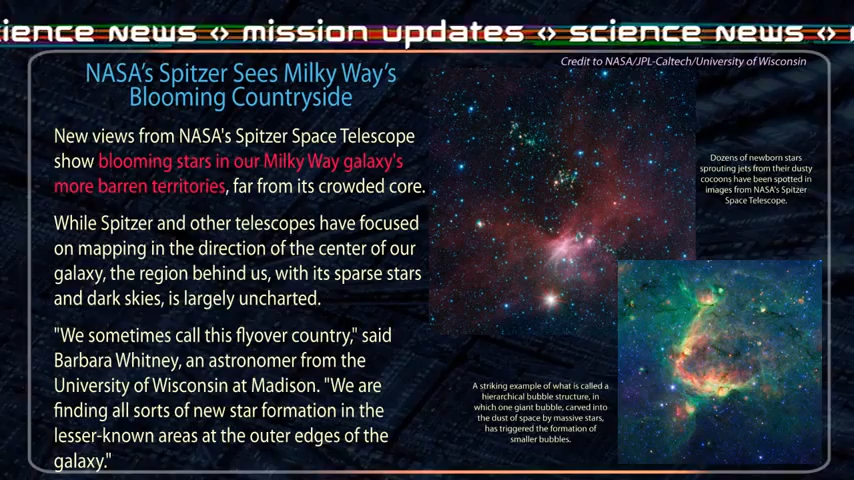 ience news ‹› mission updates ‹› science news ‹›
Credit to NASA/JPL-Caltech/University of Wisconsin
NASA's Spitzer Sees Milky Way's
Blooming Countryside
New views from NASA's Spitzer Space Telescope
show blooming stars in our Milky Way galaxy's
more barren territories, far from its crowded core.
While Spitzer and other telescopes have focused
on mapping in the direction of the center of our
galaxy, the region behind us, with its sparse stars
and dark skies, is largely uncharted.
"We sometimes call this flyover country," said
Barbara Whitney, an astronomer from the
University of Wisconsin at Madison. "We are
finding all sorts of new star formation in the
lesser-known areas at the outer edges of the
galaxy."
Dozens of newborn stars
sprouting jets from their dusty
cocoons have been spotted in
images from NASA's Spitzer
Space Telescope.
A striking example of what is called a
hierarchical bubble structure, in
which one giant bubble, carved into
the dust of space by massive stars,
has triggered the formation of
smaller bubbles.